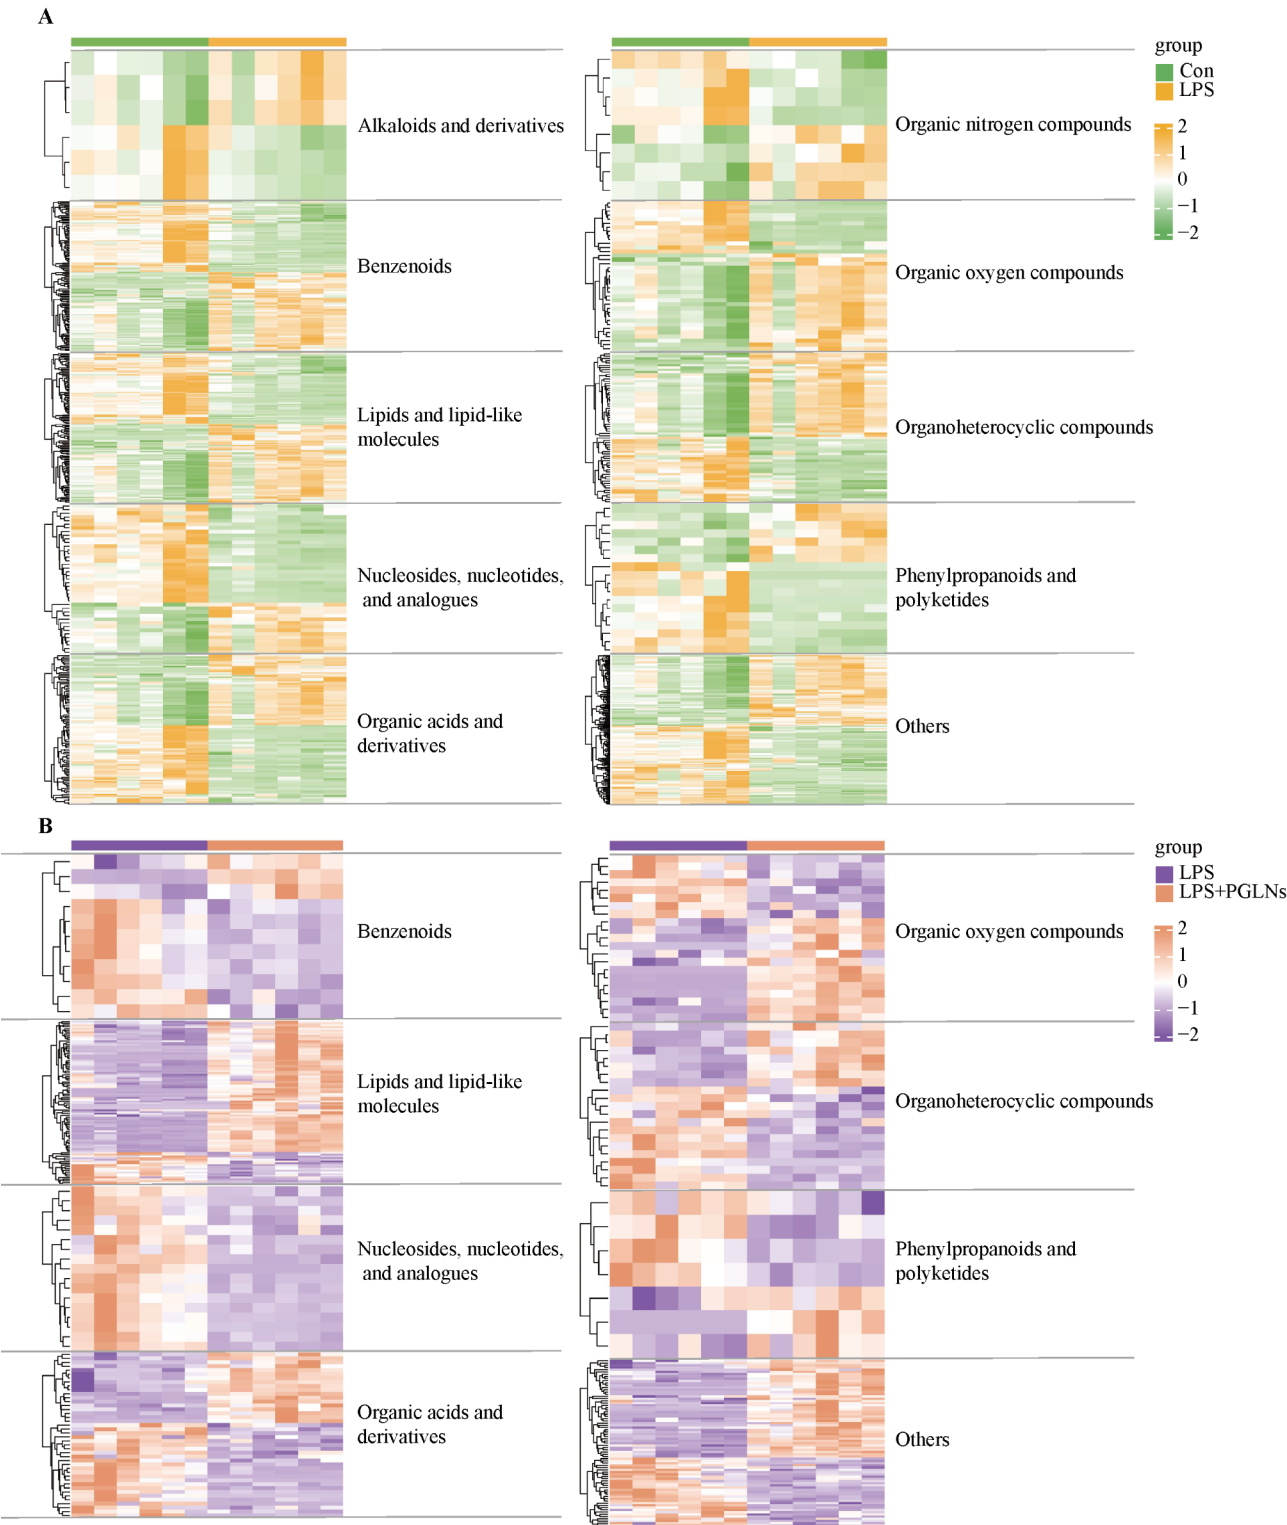 A
Alkaloids and derivatives
Benzenoids
Lipids and lipid-like
molecules
Nucleosides, nucleotides,
and analogues
Organic acids and
derivatives
Organic nitrogen compounds
Organic oxygen compounds
Organoheterocyclic compounds
Phenylpropanoids and
polyketides
Others
group
Con
LPS
2
1
0
−1
−2
B
Benzenoids
Lipids and lipid-like
molecules
Nucleosides, nucleotides,
and analogues
Organic acids and
derivatives
Organic oxygen compounds
Organoheterocyclic compounds
Phenylpropanoids and
polyketides
Others
group
LPS
LPS+PGLNs
2
1
0
−1
−2